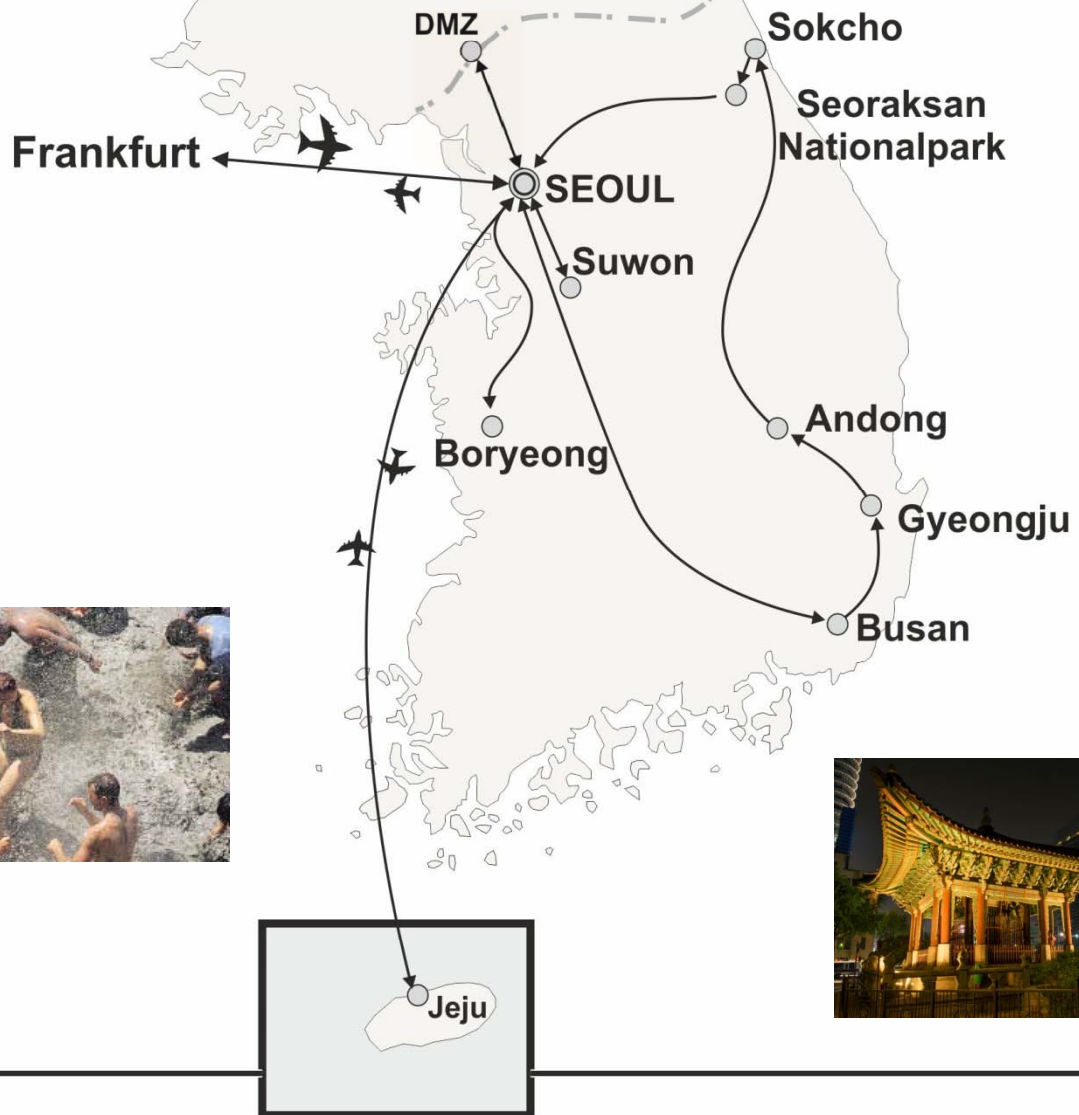 DMZ
Sokcho
Seoraksan
Nationalpark
Frankfurt
SEOUL
Suwon
Andong
Boryeong
Gyeongju
Busan
Jeju